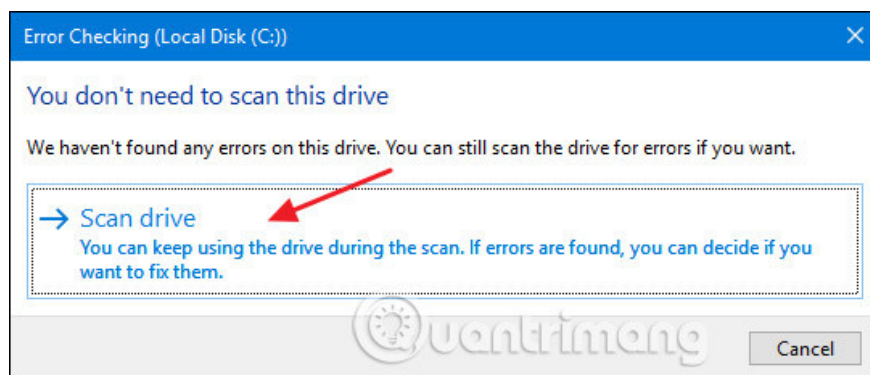 Error Checking (Local Disk (C:))
You don't need to scan this drive
We haven't found any errors on this drive. You can still scan the drive for errors if you want.
Scan drive
You can keep using the drive during the scan. If errors are found, you can decide if you
want to fix them.
Quantrimang
Cancel